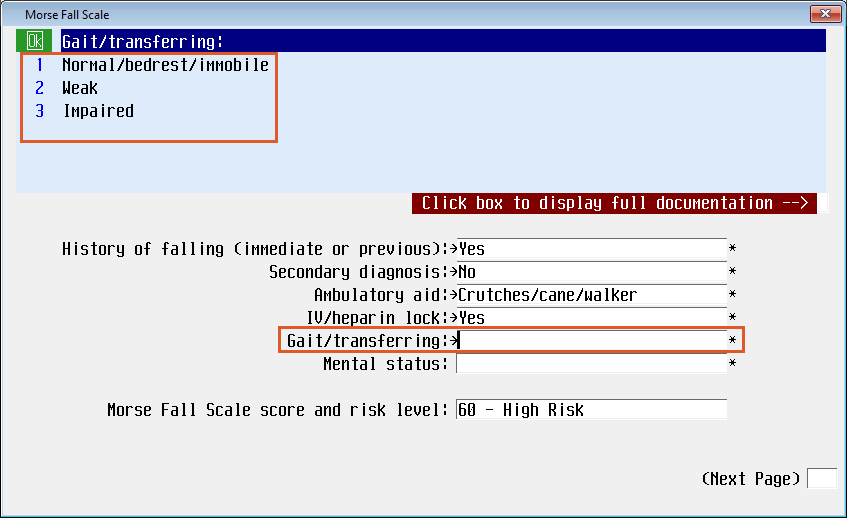 Morse Fall Scale
Ok Gait/transferring:
1 Normal/bedrest/immobile
2 Weak
3 Impaired
Click box to display full documentation -->
History of falling (immediate or previous): Yes *
Secondary diagnosis: No *
Ambulatory aid: Crutches/cane/walker *
IV/heparin lock: Yes *
Gait/transferring: *
Mental status: *
Morse Fall Scale score and risk level: 60 - High Risk
(Next Page)